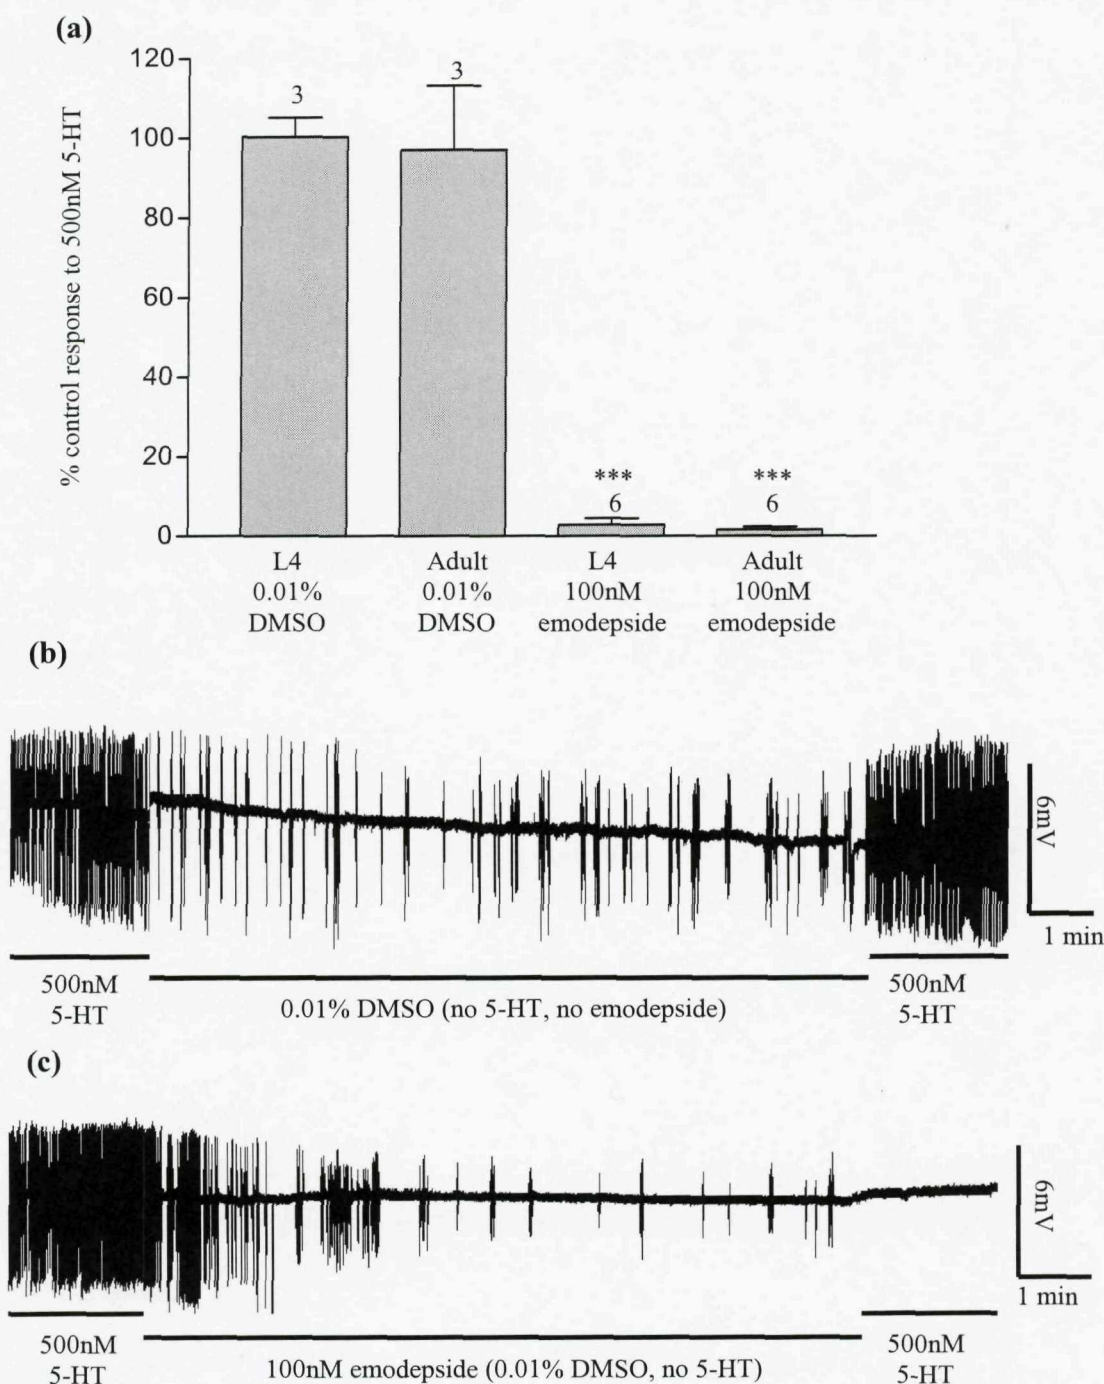 (a)
% control response to 500nM 5-HT
120
100
80
60
40
20
0
3
3
***
6
***
6
L4
0.01%
DMSO
Adult
0.01%
DMSO
L4
100nM
emodepside
Adult
100nM
emodepside
(b)
6mV
1 min
500nM
5-HT
0.01% DMSO (no 5-HT, no emodepside)
500nM
5-HT
(c)
6mV
1 min
500nM
5-HT
100nM emodepside (0.01% DMSO, no 5-HT)
500nM
5-HT